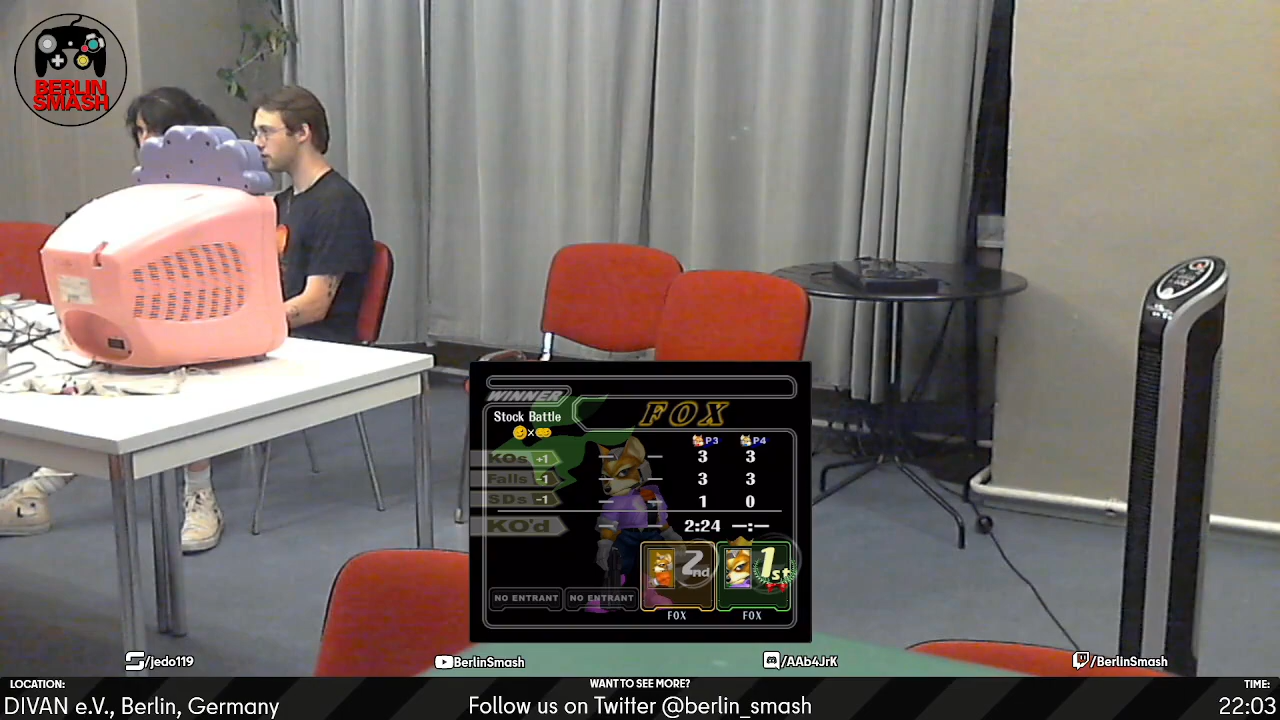 BERLIN
SMASH
WINNER
FOX
Stock Battle
x
P3 P4
KOs +1 3 3
Falls -1 3 3
SDs -1 1 0
KO'd 2:24 —:—
2nd 1st
NO ENTRANT NO ENTRANT
FOX FOX
/jedo119
BerlinSmash
/AAb4JrK
/BerlinSmash
LOCATION:
DIVAN e.V., Berlin, Germany
WANT TO SEE MORE?
Follow us on Twitter @berlin_smash
TIME:
22:03